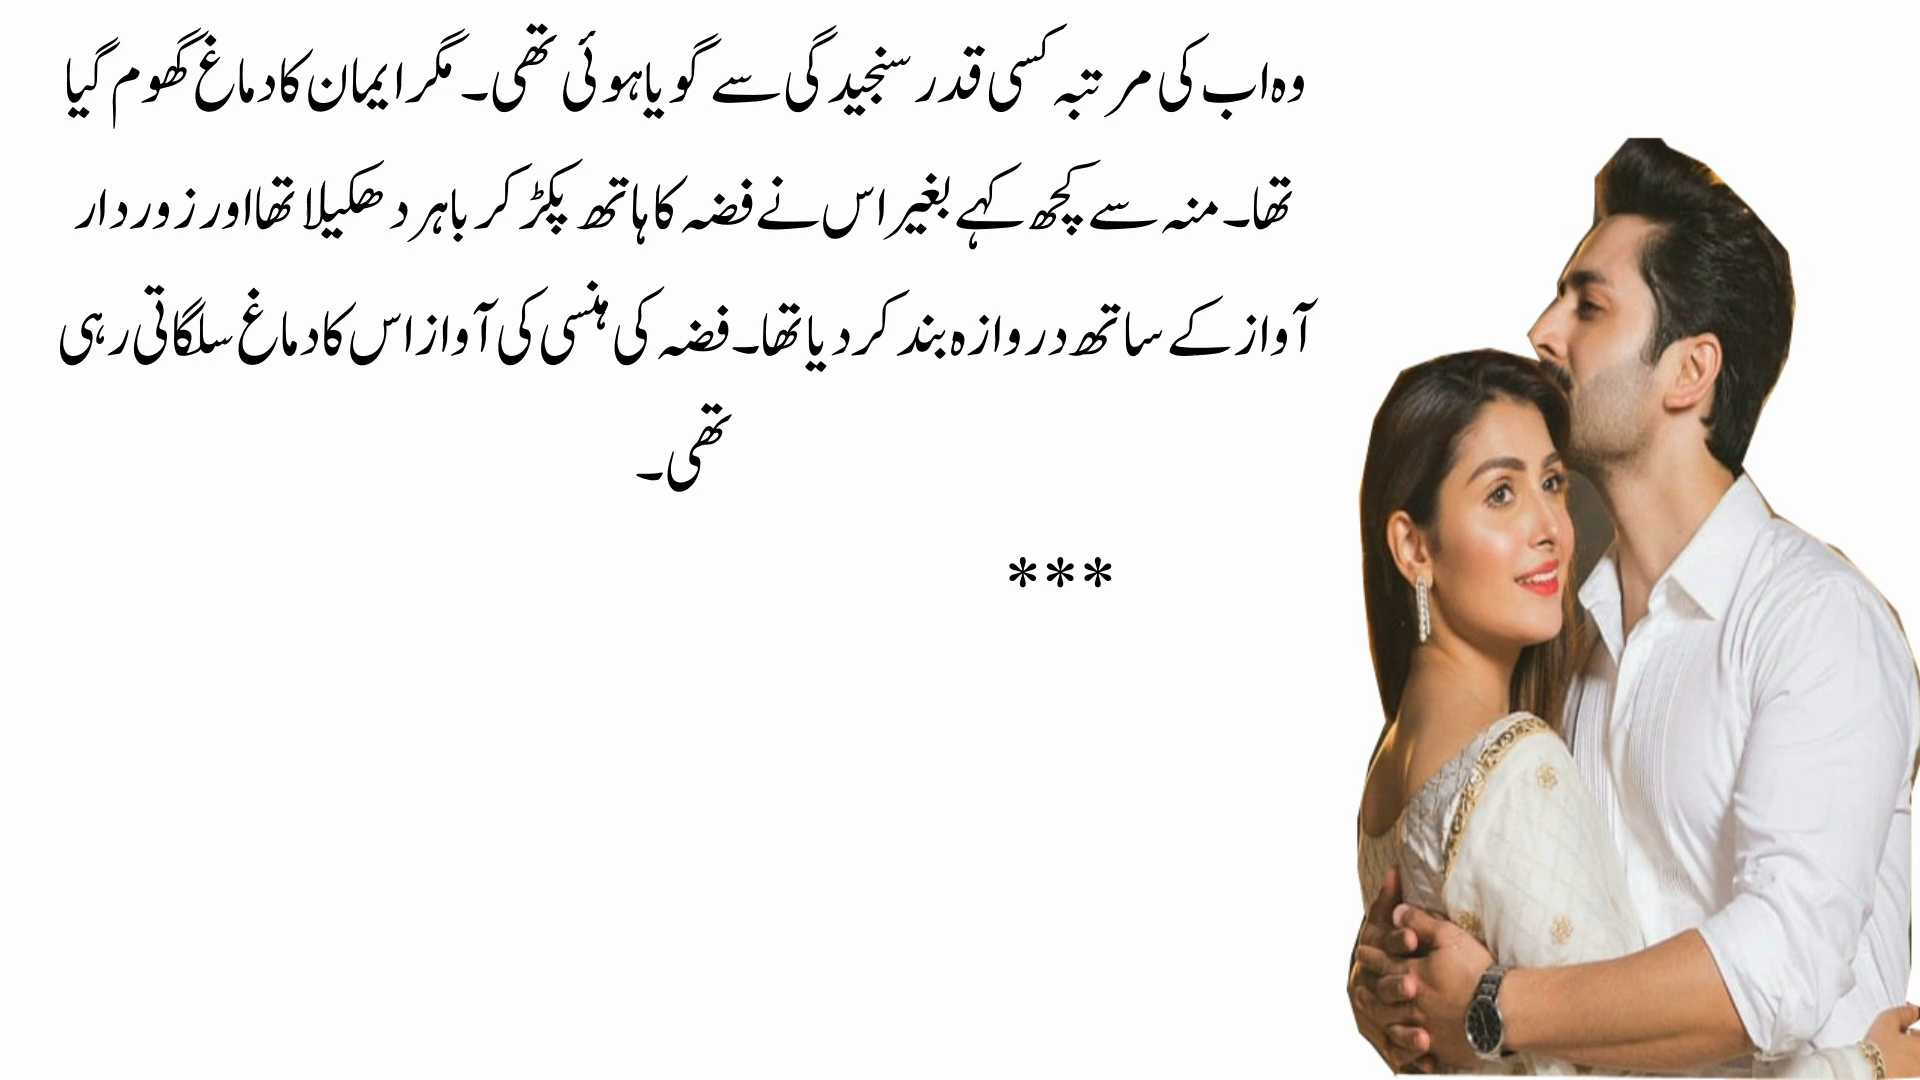 وہ اب کی مرتبہ کسی قدر سنجیدگی سے گویا ہوئی تھی۔ مگر ایمان کا دماغ گھوم گیا
تھا۔ منہ سے کچھ کہے بغیر اس نے فضہ کا ہاتھ پکڑ کر باہر دھکیلا تھا اور زور دار
آواز کے ساتھ دروازہ بند کر دیا تھا۔ فضہ کی ہنسی کی آواز اس کا دماغ سلگاتی رہی
تھی۔
***